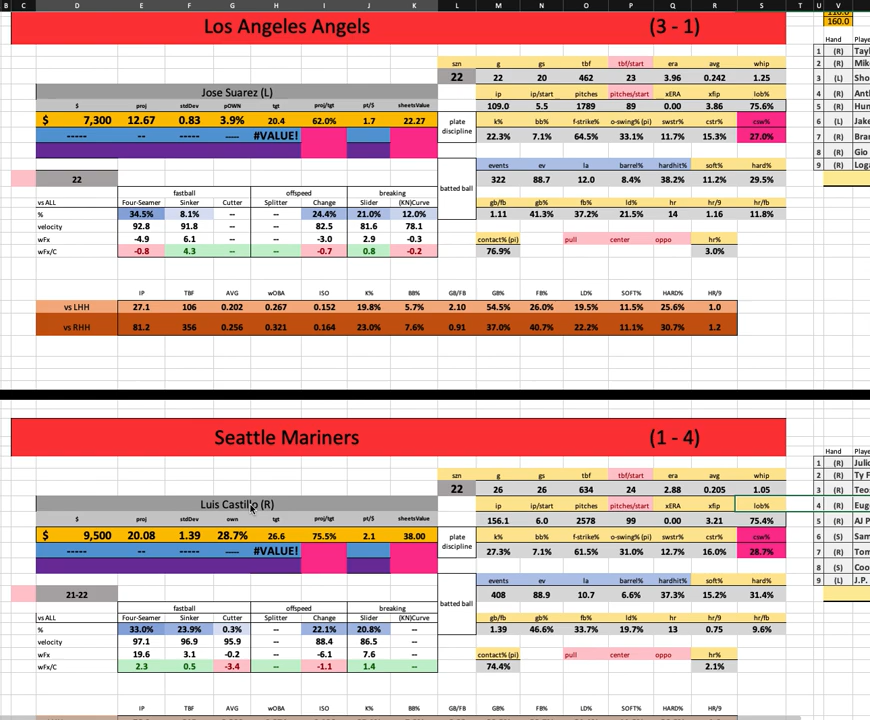 B C D E F G H I J K L M N O P Q R S T U V
Los Angeles Angels (3 - 1)
160.0
Hand Playe
szn g gs tbf tbf/start era avg whip
1 (R) Tayl
22 22 20 462 23 3.96 0.242 1.25
2 (R) Mike
3 (L) Sho
Jose Suarez (L)
ip ip/start pitches pitches/start xERA xfip lob%
4 (R) Ant
$ proj stdDev pOWN tgt proj/tgt pt/$ sheetsValue
109.0 5.5 1789 89 0.00 3.86 75.6%
5 (R) Hun
$ 7,300 12.67 0.83 3.9% 20.4 62.0% 1.7 22.27
plate discipline
k% bb% f-strike% o-swing% (pi) swstr% cstr% csw%
6 (L) Jake
----- -- -- ---- #VALUE! -- --
22.3% 7.1% 64.5% 33.1% 11.7% 15.3% 27.0%
7 (R) Bran
8 (R) Gio
events ev la barrel% hardhit% soft% hard%
9 (R) Loga
22
322 88.7 12.0 8.4% 38.2% 11.2% 29.5%
batted ball
fastball offspeed breaking
vs ALL Four-Seamer Sinker Cutter Splitter Change Slider (KN)Curve
gb/fb gb% fb% ld% hr hr/9 hr/fb
% 34.5% 8.1% -- -- 24.4% 21.0% 12.0%
1.11 41.3% 37.2% 21.5% 14 1.16 11.8%
velocity 92.8 91.8 -- -- 82.5 81.6 78.1
wFx -4.9 6.1 -- -- -3.0 2.9 -0.3
contact% (pi) pull center oppo hr%
wFx/C -0.8 4.3 -- -- -0.7 0.8 -0.2
76.9% 3.0%
IP TBF AVG wOBA ISO K% BB% GB/FB GB% FB% LD% SOFT% HARD% HR/9
vs LHH 27.1 106 0.202 0.267 0.152 19.8% 5.7% 2.10 54.5% 26.0% 19.5% 11.5% 25.6% 1.0
vs RHH 81.2 356 0.256 0.321 0.164 23.0% 7.6% 0.91 37.0% 40.7% 22.2% 11.1% 30.7% 1.2
Seattle Mariners (1 - 4)
Hand Playe
1 (R) Julio
szn g gs tbf tbf/start era avg whip
2 (R) Ty F
22 26 26 634 24 2.88 0.205 1.05
3 (R) Teo
Luis Castillo (R)
ip ip/start pitches pitches/start xERA xfip lob%
4 (R) Eug
$ proj stdDev own tgt proj/tgt pt/$ sheetsValue
156.1 6.0 2578 99 0.00 3.21 75.4%
5 (R) Al P
$ 9,500 20.08 1.39 28.7% 26.6 75.5% 2.1 38.00
plate discipline
k% bb% f-strike% o-swing% (pi) swstr% cstr% csw%
6 (S) Sam
----- -- -- ---- #VALUE! -- --
27.3% 7.1% 61.5% 31.0% 12.7% 16.0% 28.7%
7 (R) Tom
8 (S) Coo
events ev la barrel% hardhit% soft% hard%
9 (L) J.P.
21-22
408 88.9 10.7 6.6% 37.3% 15.2% 31.4%
batted ball
fastball offspeed breaking
vs ALL Four-Seamer Sinker Cutter Splitter Change Slider (KN)Curve
gb/fb gb% fb% ld% hr hr/9 hr/fb
% 33.0% 23.9% 0.3% -- 22.1% 20.8% --
1.39 46.6% 33.7% 19.7% 13 0.75 9.6%
velocity 97.1 96.9 95.9 -- 88.4 86.5 --
wFx 19.6 3.1 -0.2 -- -6.1 7.6 --
contact% (pi) pull center oppo hr%
wFx/C 2.3 0.5 -3.4 -- -1.1 1.4 --
74.4% 2.1%
IP TBF AVG wOBA ISO K% BB% GB/FB GB% FB% LD% SOFT% HARD% HR/9